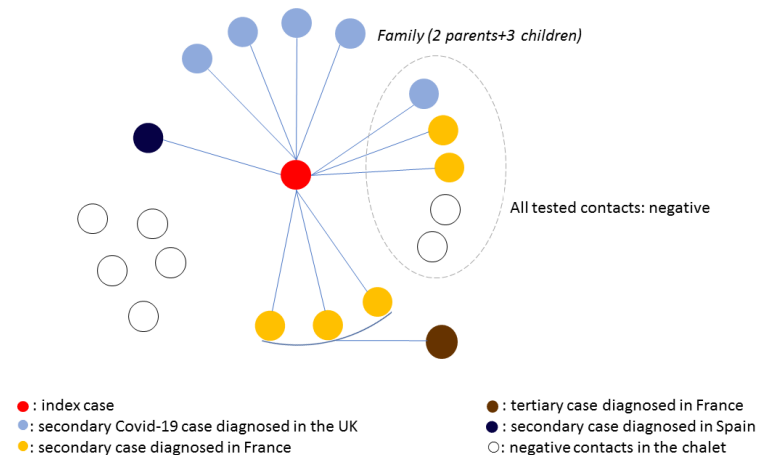 Family (2 parents+3 children)
All tested contacts: negative
: index case
: secondary Covid-19 case diagnosed in the UK
: secondary case diagnosed in France
: tertiary case diagnosed in France
: secondary case diagnosed in Spain
: negative contacts in the chalet